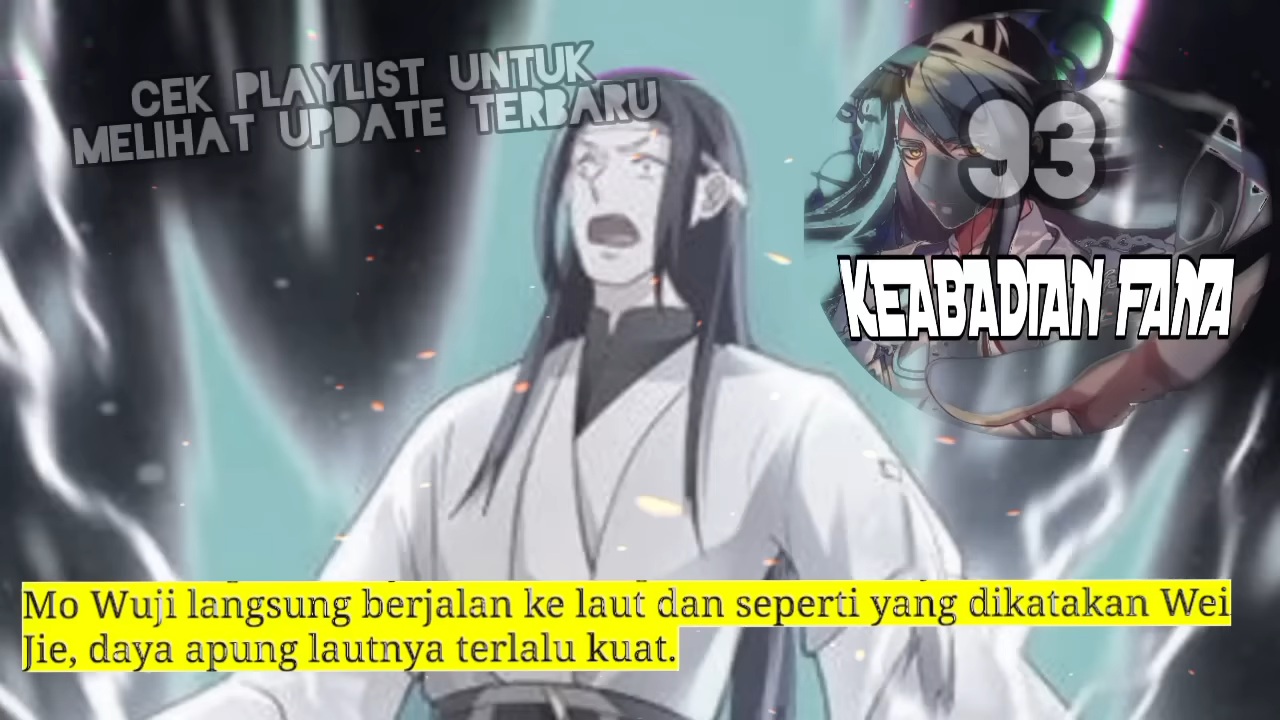 CEK PLAYLIST UNTUK
MELIHAT UPDATE TERBARU
93
KEABADIAN FANA
Mo Wuji langsung berjalan ke laut dan seperti yang dikatakan Wei
Jie, daya apung lautnya terlalu kuat.